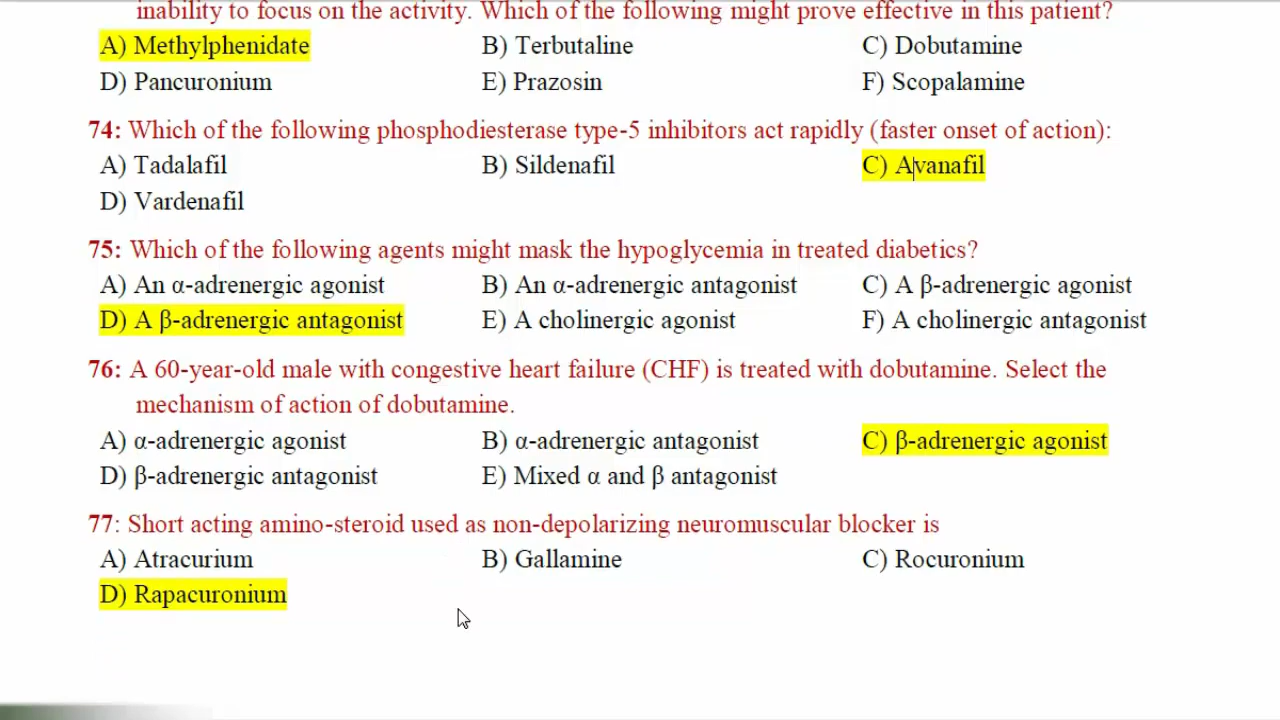 inability to focus on the activity. Which of the following might prove effective in this patient?
A) Methylphenidate B) Terbutaline C) Dobutamine
D) Pancuronium E) Prazosin F) Scopalamine
74: Which of the following phosphodiesterase type-5 inhibitors act rapidly (faster onset of action):
A) Tadalafil B) Sildenafil C) Avanafil
D) Vardenafil
75: Which of the following agents might mask the hypoglycemia in treated diabetics?
A) An α-adrenergic agonist B) An α-adrenergic antagonist C) A β-adrenergic agonist
D) A β-adrenergic antagonist E) A cholinergic agonist F) A cholinergic antagonist
76: A 60-year-old male with congestive heart failure (CHF) is treated with dobutamine. Select the
mechanism of action of dobutamine.
A) α-adrenergic agonist B) α-adrenergic antagonist C) β-adrenergic agonist
D) β-adrenergic antagonist E) Mixed α and β antagonist
77: Short acting amino-steroid used as non-depolarizing neuromuscular blocker is
A) Atracurium B) Gallamine C) Rocuronium
D) Rapacuronium